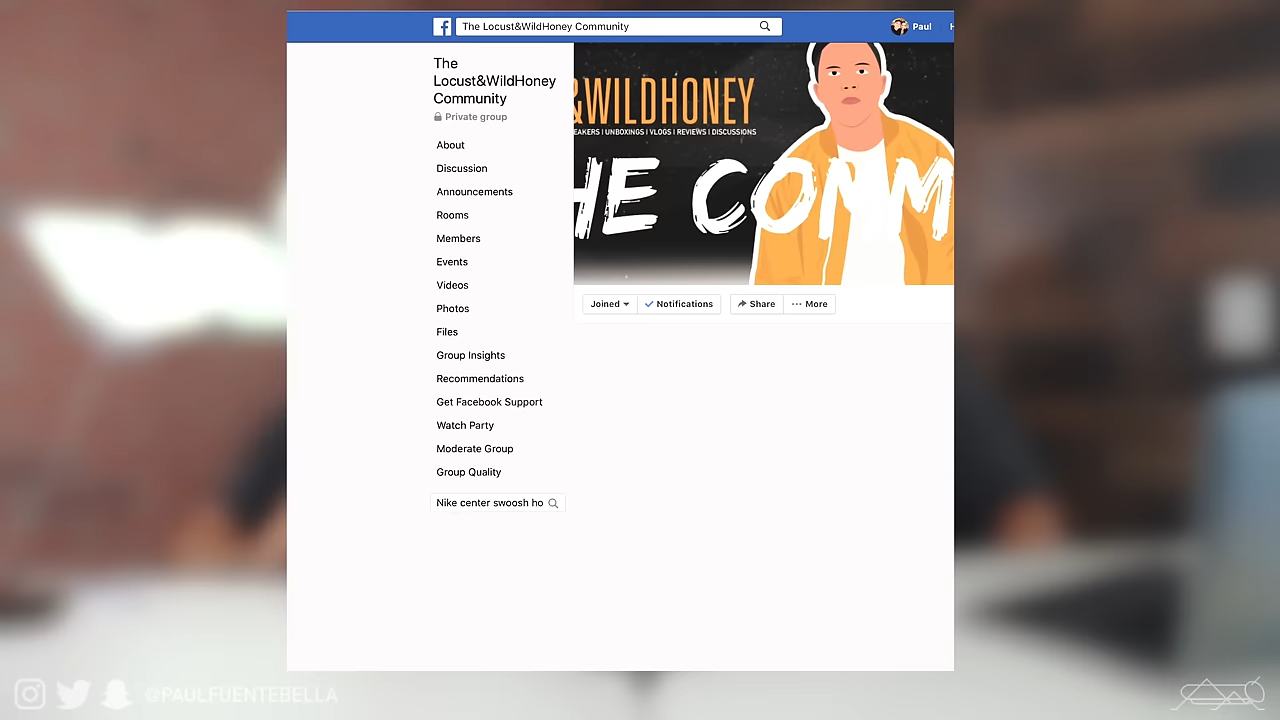 The Locust&WildHoney Community
Paul
The
Locust&WildHoney
Community
Private group
About
Discussion
Announcements
Rooms
Members
Events
Videos
Photos
Files
Group Insights
Recommendations
Get Facebook Support
Watch Party
Moderate Group
Group Quality
Nike center swoosh ho
&WILDHONEY
EAKERS | UNBOXINGS | VLOGS | REVIEWS | DISCUSSIONS
HE COMM
Joined
Notifications
Share
More
@PAULFUENTEBELLA